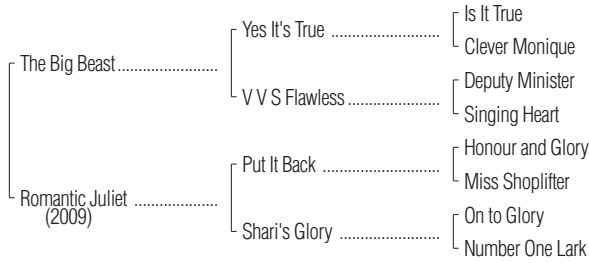 Is It True
Yes It's True ........................
Clever Monique
The Big Beast ......................
Deputy Minister
V V S Flawless ....................
Singing Heart
Honour and Glory
Put It Back ..........................
Miss Shoplifter
Romantic Juliet ..................
(2009)
On to Glory
Shari's Glory ......................
Number One Lark